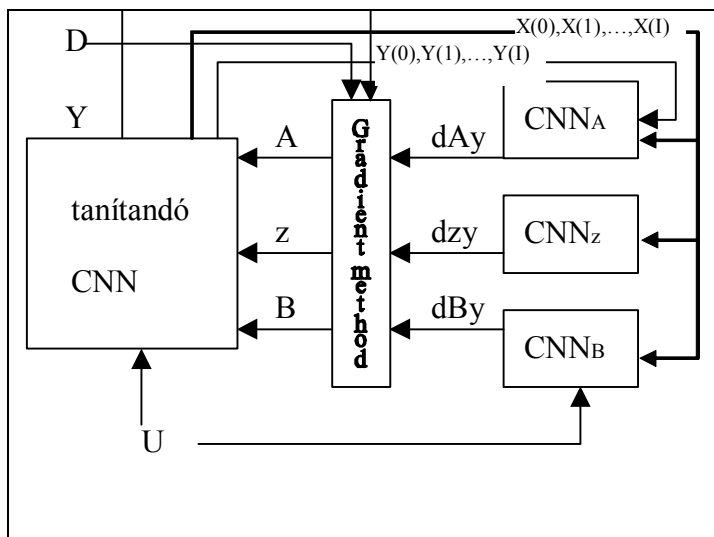 X(0),X(1),…,X(I)
D
Y(0),Y(1),…,Y(I)
Y
CNNA
A
dAy
tanítandó
CNN
z
dzy
CNNz
B
dBy
CNNB
Gradient method
U